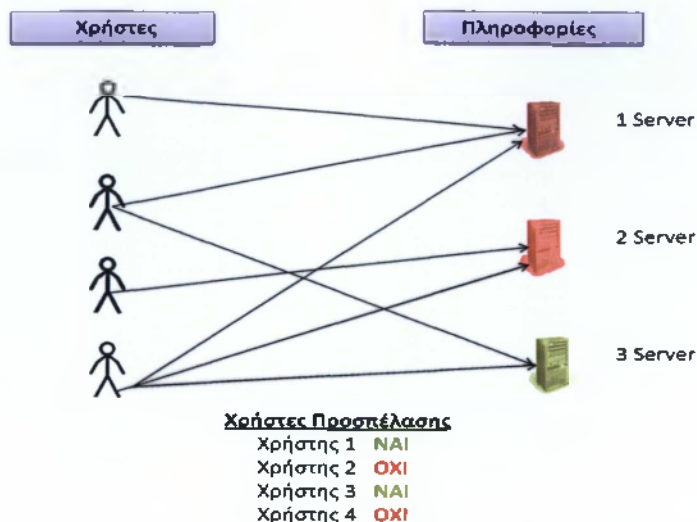 Χρήστες
Πληροφορίες
1 Server
2 Server
3 Server
Χρήστες Προσπέλασης
Χρήστης 1 ΝΑΙ
Χρήστης 2 ΟΧΙ
Χρήστης 3 ΝΑΙ
Χρήστης 4 ΟΧΙ